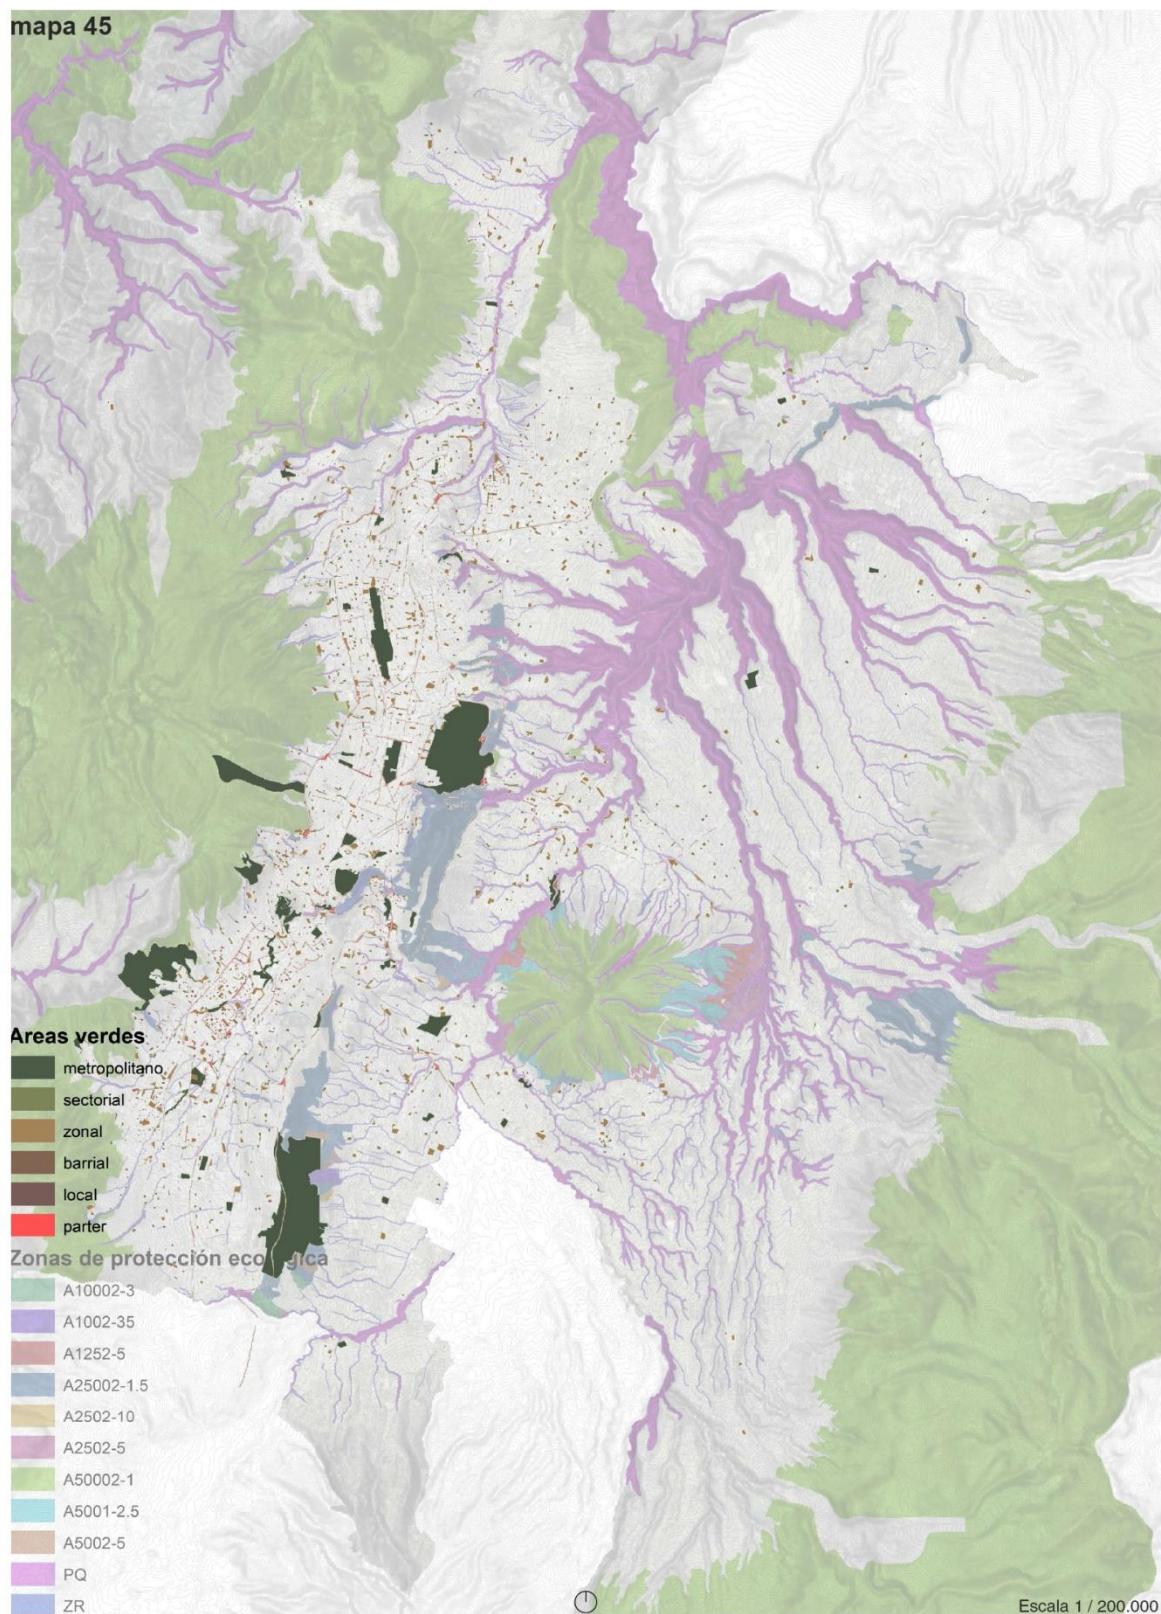 mapa 45
Areas verdes
metropolitano
sectorial
zonal
barrial
local
parter
Zonas de protección ecológica
A10002-3
A1002-35
A1252-5
A25002-1.5
A2502-10
A2502-5
A50002-1
A5001-2.5
A5002-5
PQ
ZR
Escala 1 / 200.000